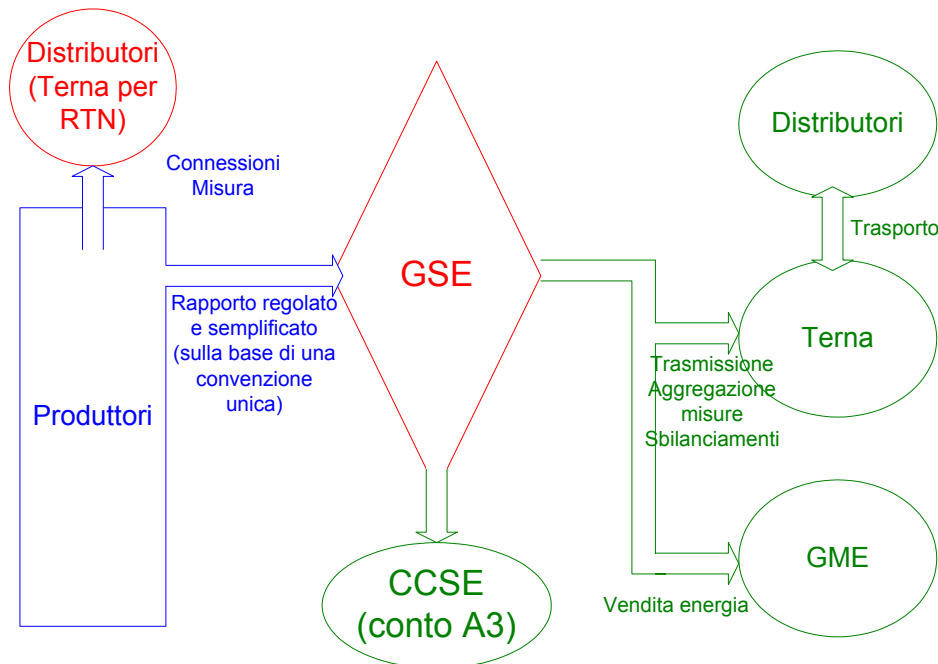 Distributori
(Terna per
RTN)
Connessioni
Misura
Produttori
Rapporto regolato
e semplificato
(sulla base di una
convenzione
unica)
GSE
CCSE
(conto A3)
Distributori
Trasporto
Terna
Trasmissione
Aggregazione
misure
Sbilanciamenti
GME
Vendita energia